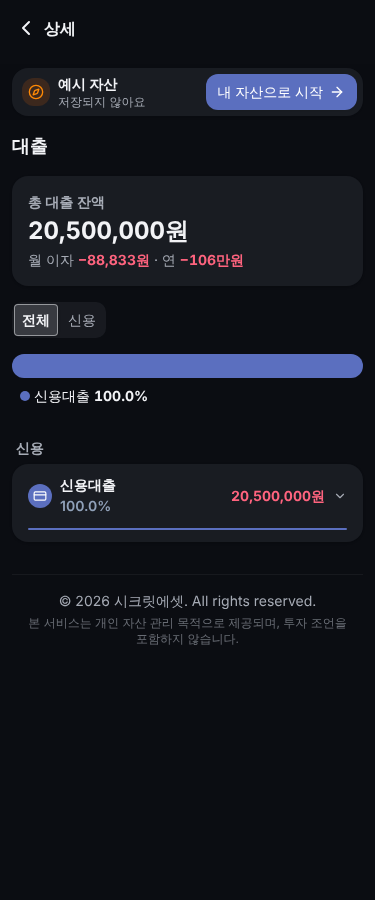 상세
예시 자산
저장되지 않아요
내 자산으로 시작
대출
총 대출 잔액
20,500,000원
월 이자 −88,833원 · 연 −106만원
전체 신용
신용대출 100.0%
신용
신용대출
100.0%
20,500,000원
© 2026 시크릿에셋. All rights reserved.
본 서비스는 개인 자산 관리 목적으로 제공되며, 투자 조언을
포함하지 않습니다.